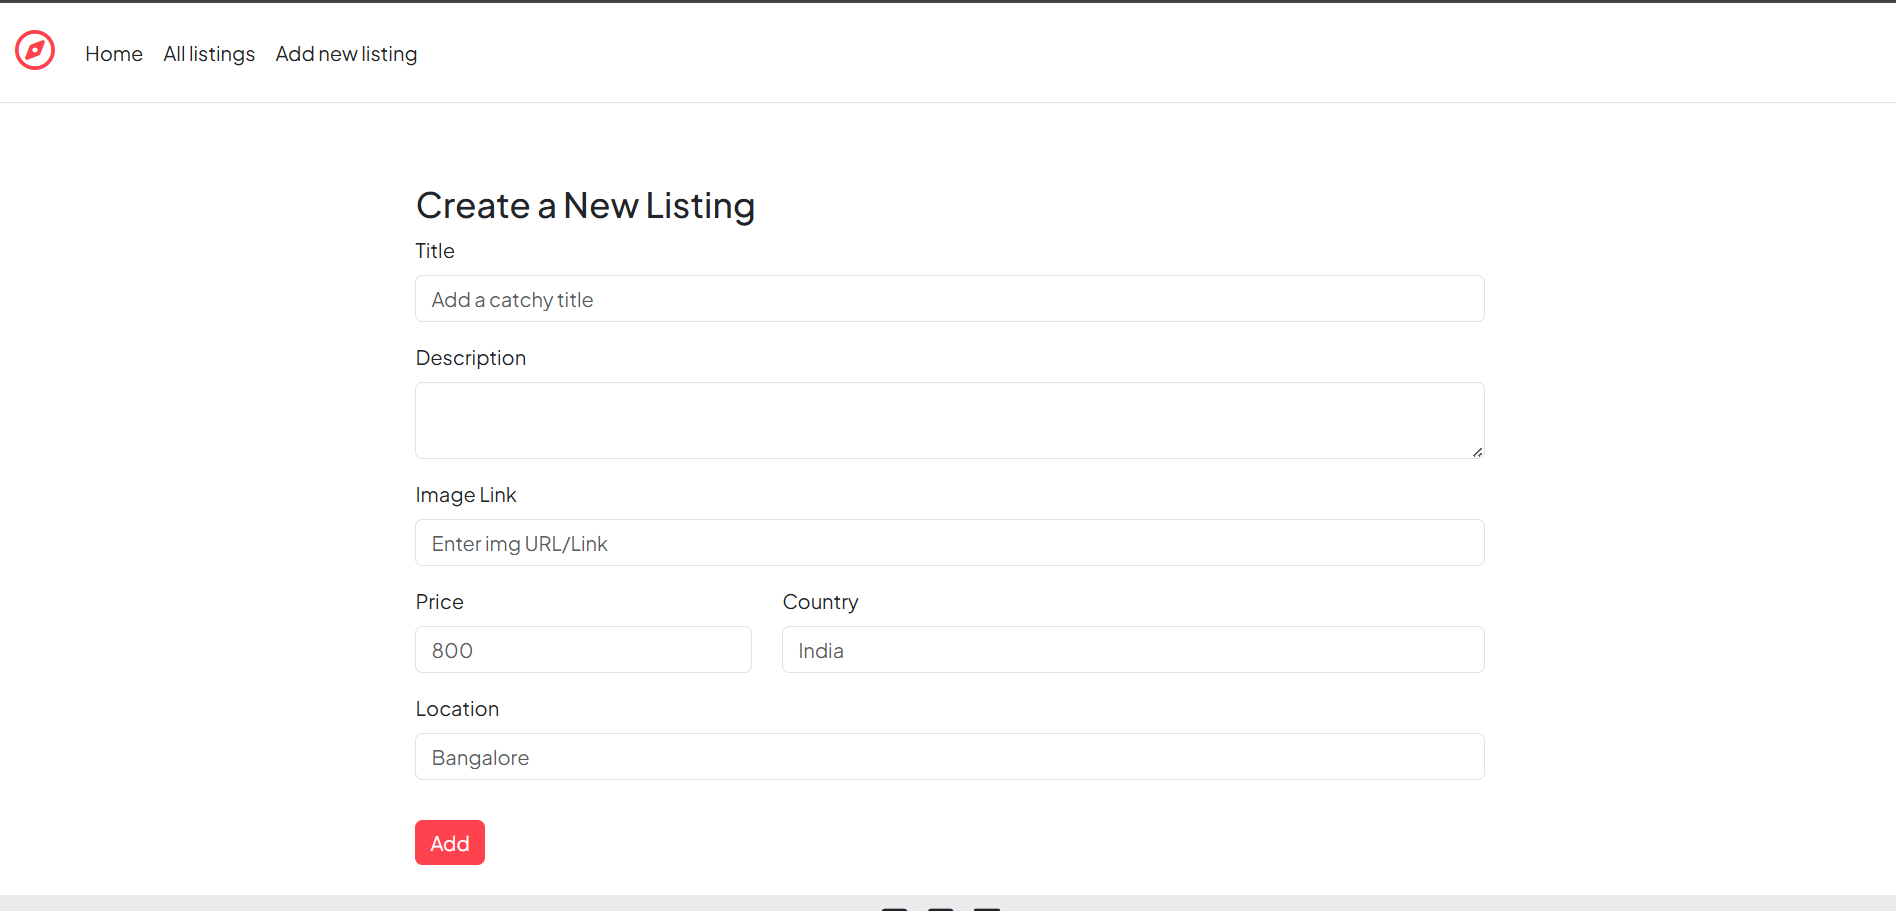 Home All listings Add new listing
Create a New Listing
Title
Add a catchy title
Description
Image Link
Enter img URL/Link
Price Country
800 India
Location
Bangalore
Add